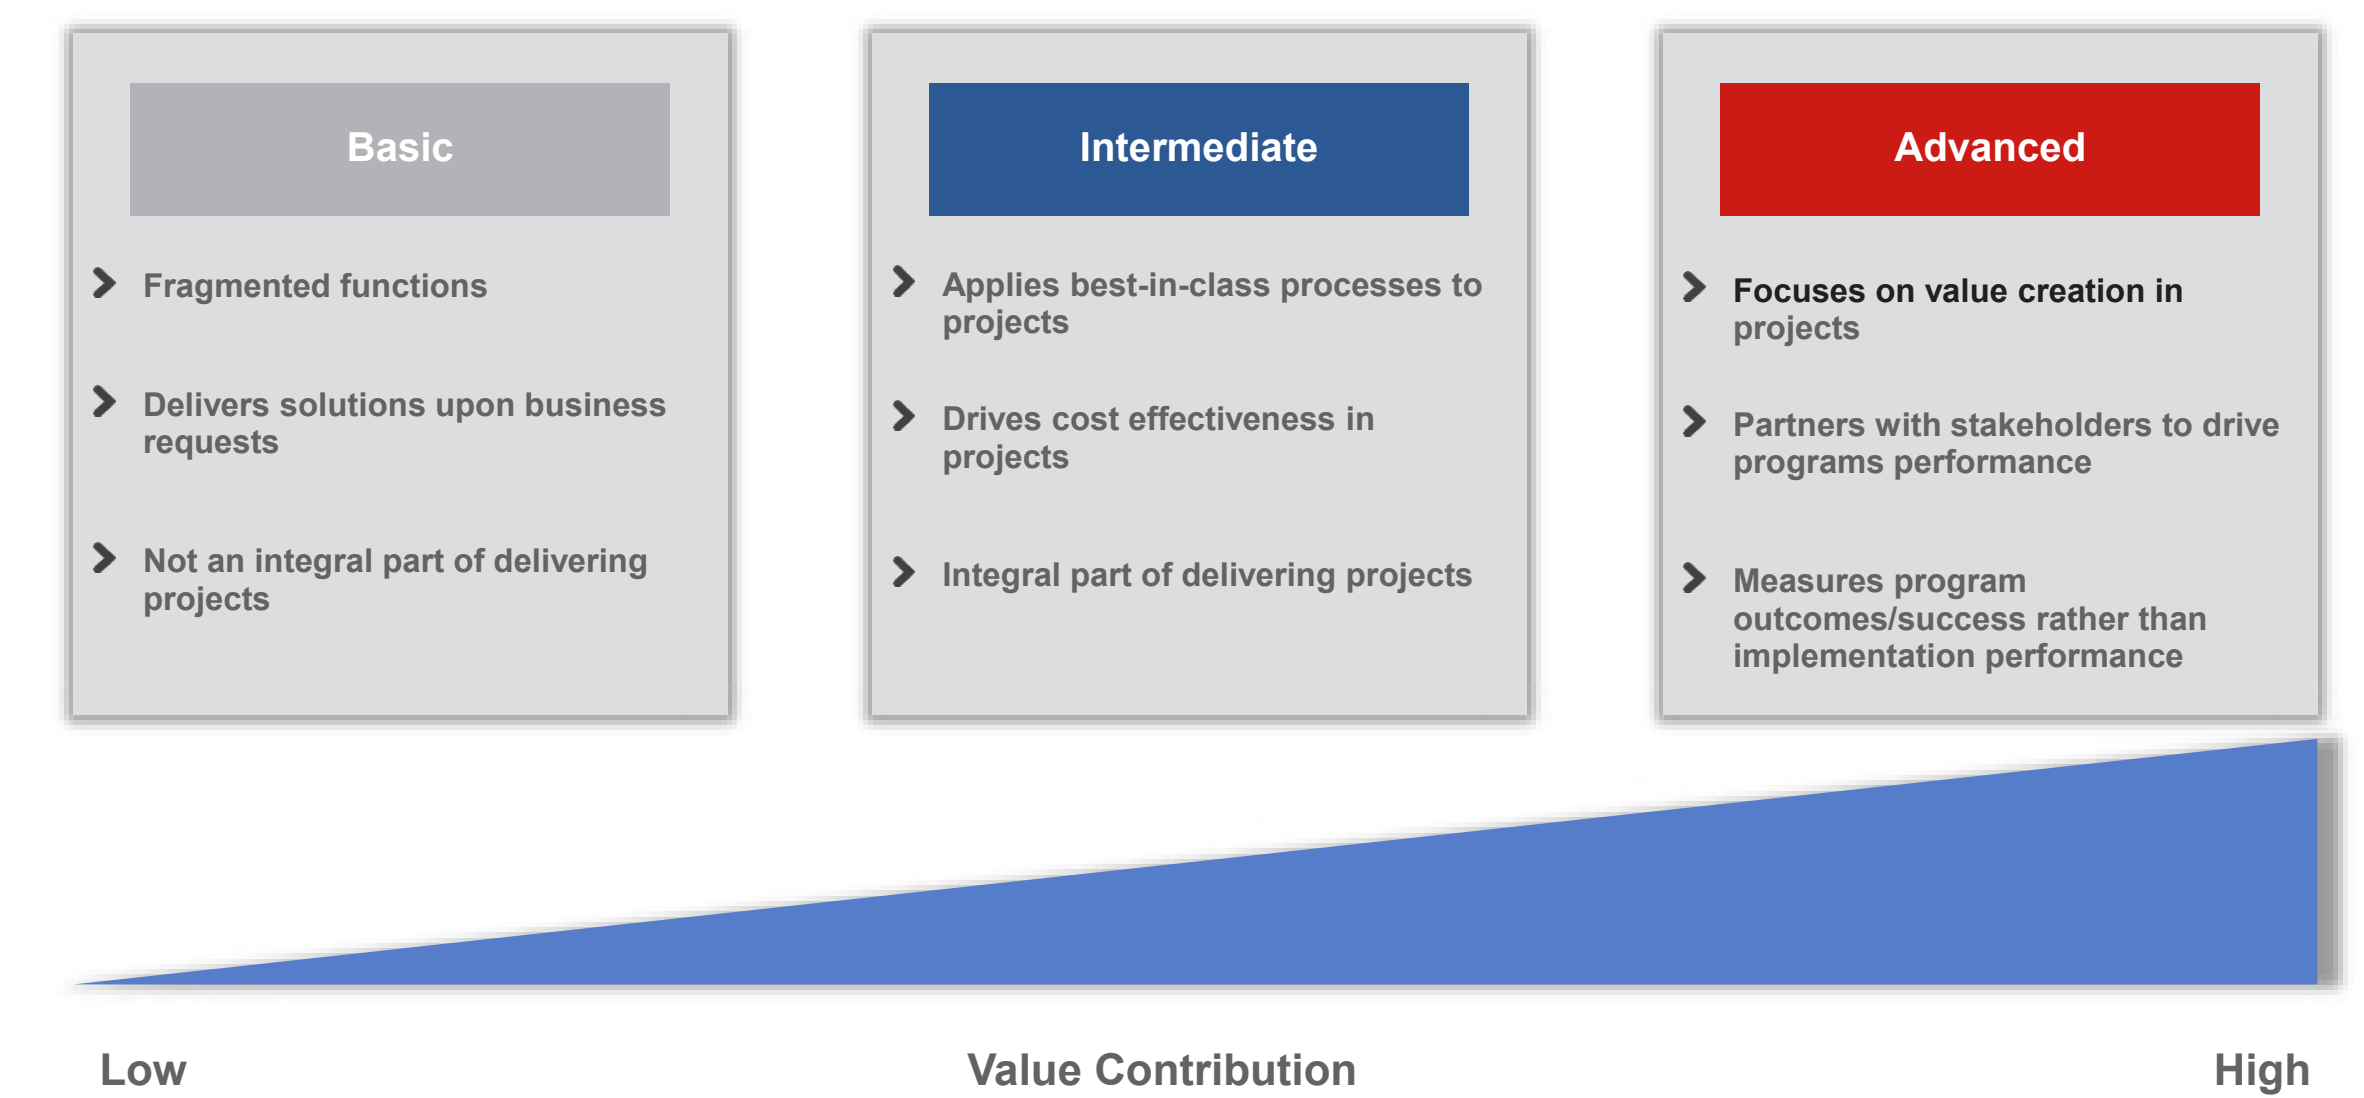 Basic
Fragmented functions
Delivers solutions upon business
requests
Not an integral part of delivering
projects
Intermediate
Applies best-in-class processes to
projects
Drives cost effectiveness in
projects
Integral part of delivering projects
Advanced
Focuses on value creation in
projects
Partners with stakeholders to drive
programs performance
Measures program
outcomes/success rather than
implementation performance
Low
Value Contribution
High